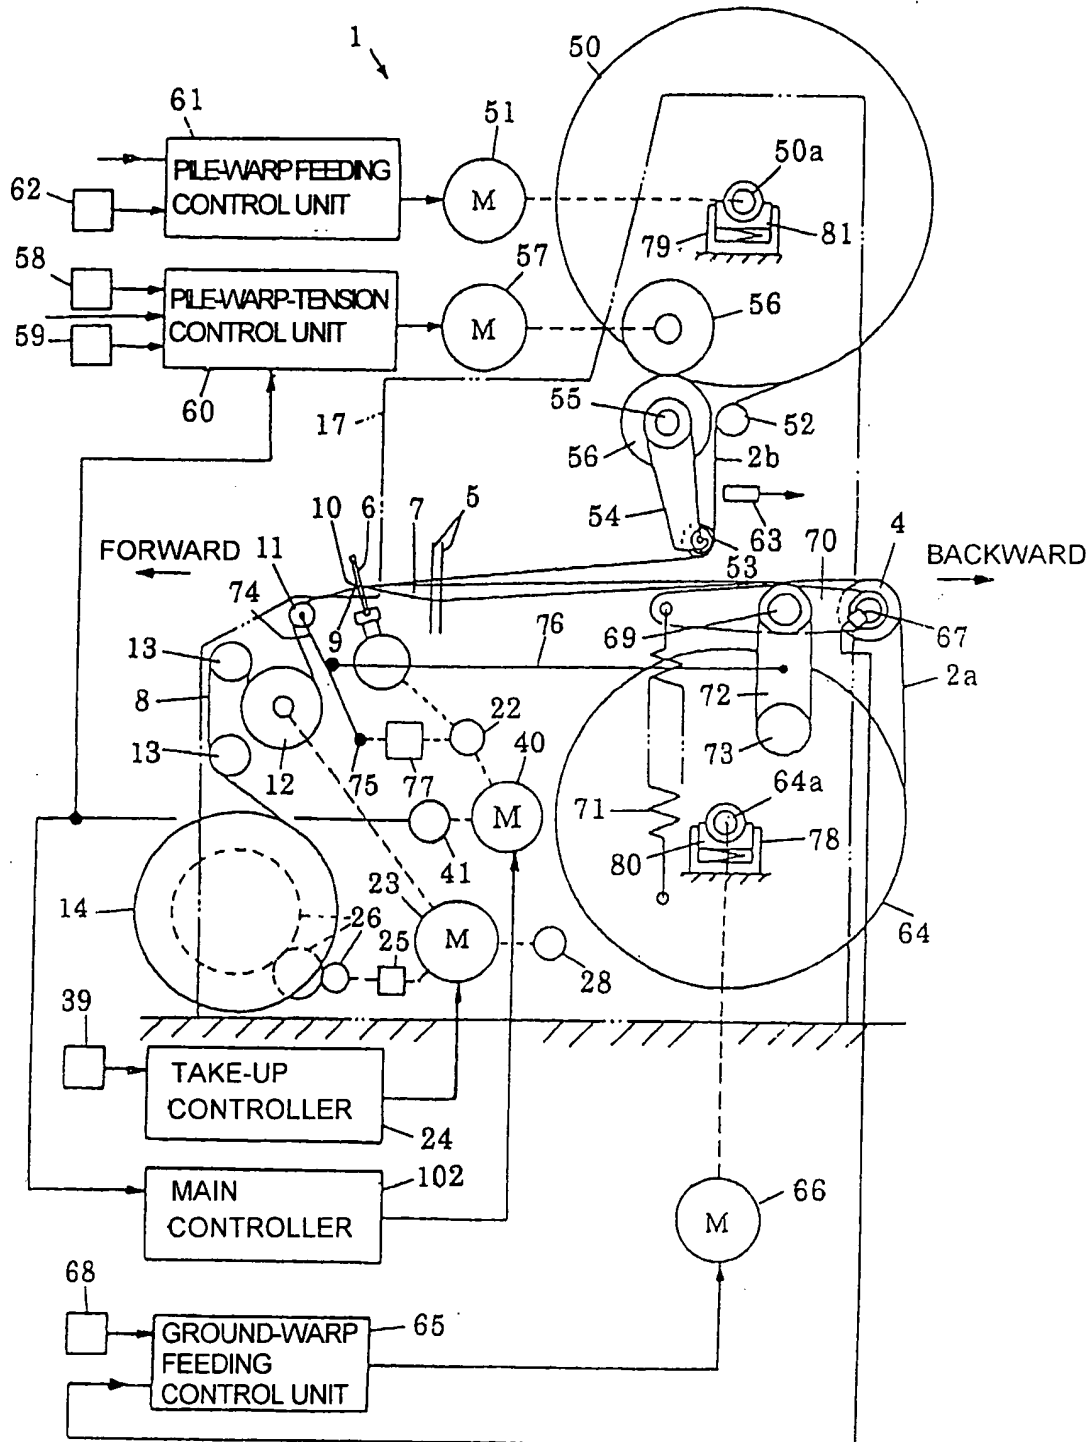 1
50
61
51
PILE-WARP FEEDING
CONTROL UNIT
M
50a
62
79
81
58
57
PILE-WARP-TENSION
CONTROL UNIT
M
56
59
60
55
52
17
56
2b
10
6
7
5
54
63
4
FORWARD
11
53
70
BACKWARD
74
9
76
69
67
13
8
72
2a
22
40
73
13
12
75
77
64a
71
M
80
78
41
23
14
26
25
M
64
28
39
TAKE-UP
CONTROLLER
24
102
MAIN
CONTROLLER
66
M
68
65
GROUND-WARP
FEEDING
CONTROL UNIT